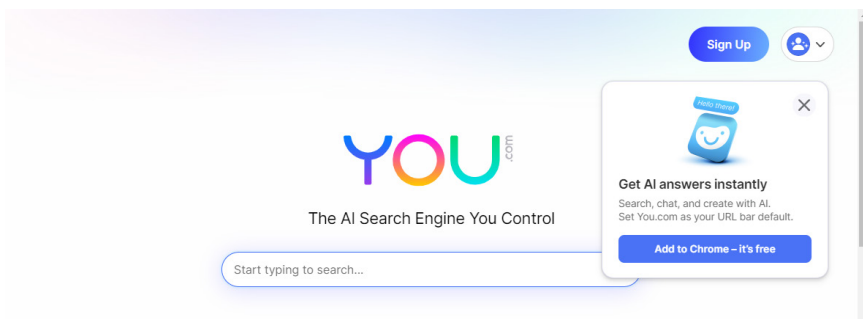 Sign Up
Hello there!
YOU.com
Get AI answers instantly
Search, chat, and create with AI.
Set You.com as your URL bar default.
The AI Search Engine You Control
Add to Chrome – it's free
Start typing to search...